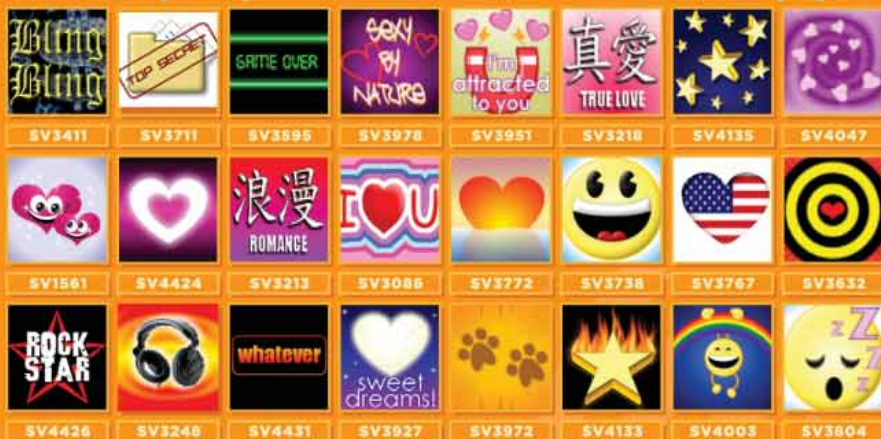 Bling
Bling
TOP SECRET
GAME OVER
SEXY
BY
NATURE
I'm
attracted
to you
真愛
TRUE LOVE
SV3411 SV3711 SV3595 SV3978 SV3951 SV3218 SV4135 SV4047
浪漫
ROMANCE
I U
SV1561 SV4424 SV3213 SV3086 SV3772 SV3738 SV3767 SV3632
ROCK
STAR
whatever
sweet
dreams!
z Z
Z
z
SV4426 SV3248 SV4431 SV3927 SV3972 SV4133 SV4003 SV3804